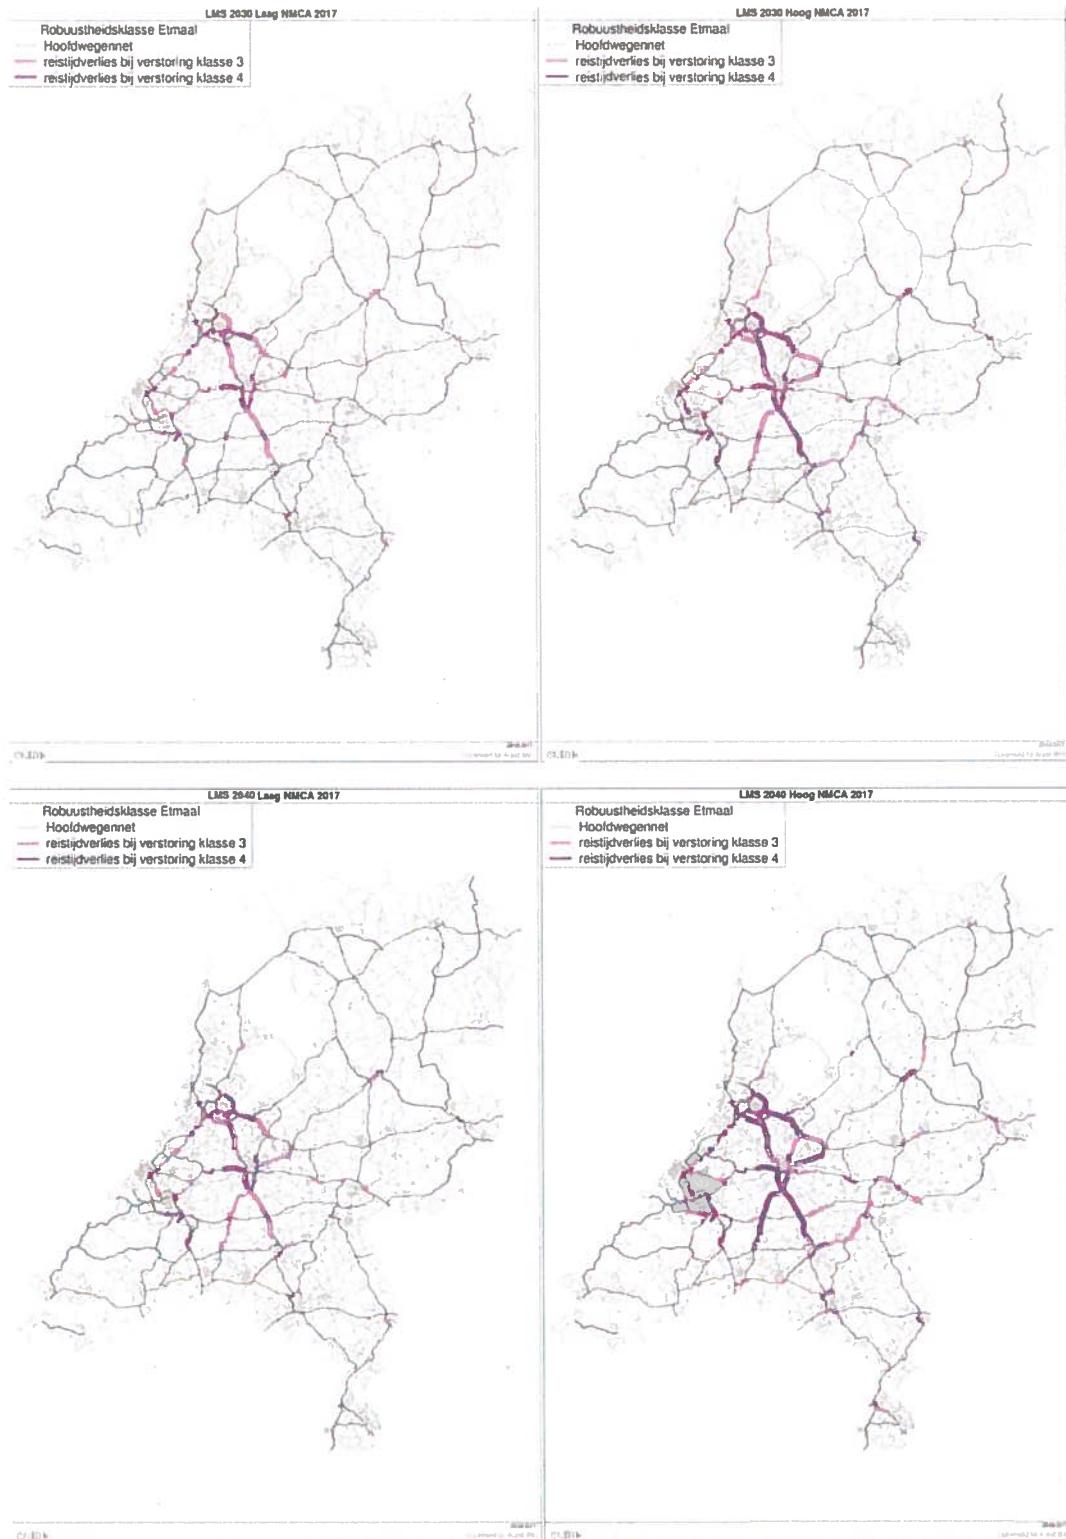 LMS 2030 Laag NMCA 2017
Robuustheidsklasse Etmaal
Hoofdwegennet
reistijdverlies bij verstoring klasse 3
reistijdverlies bij verstoring klasse 4
LMS 2030 Hoog NMCA 2017
Robuustheidsklasse Etmaal
Hoofdwegennet
reistijdverlies bij verstoring klasse 3
reistijdverlies bij verstoring klasse 4
LMS 2040 Laag NMCA 2017
Robuustheidsklasse Etmaal
Hoofdwegennet
reistijdverlies bij verstoring klasse 3
reistijdverlies bij verstoring klasse 4
LMS 2040 Hoog NMCA 2017
Robuustheidsklasse Etmaal
Hoofdwegennet
reistijdverlies bij verstoring klasse 3
reistijdverlies bij verstoring klasse 4